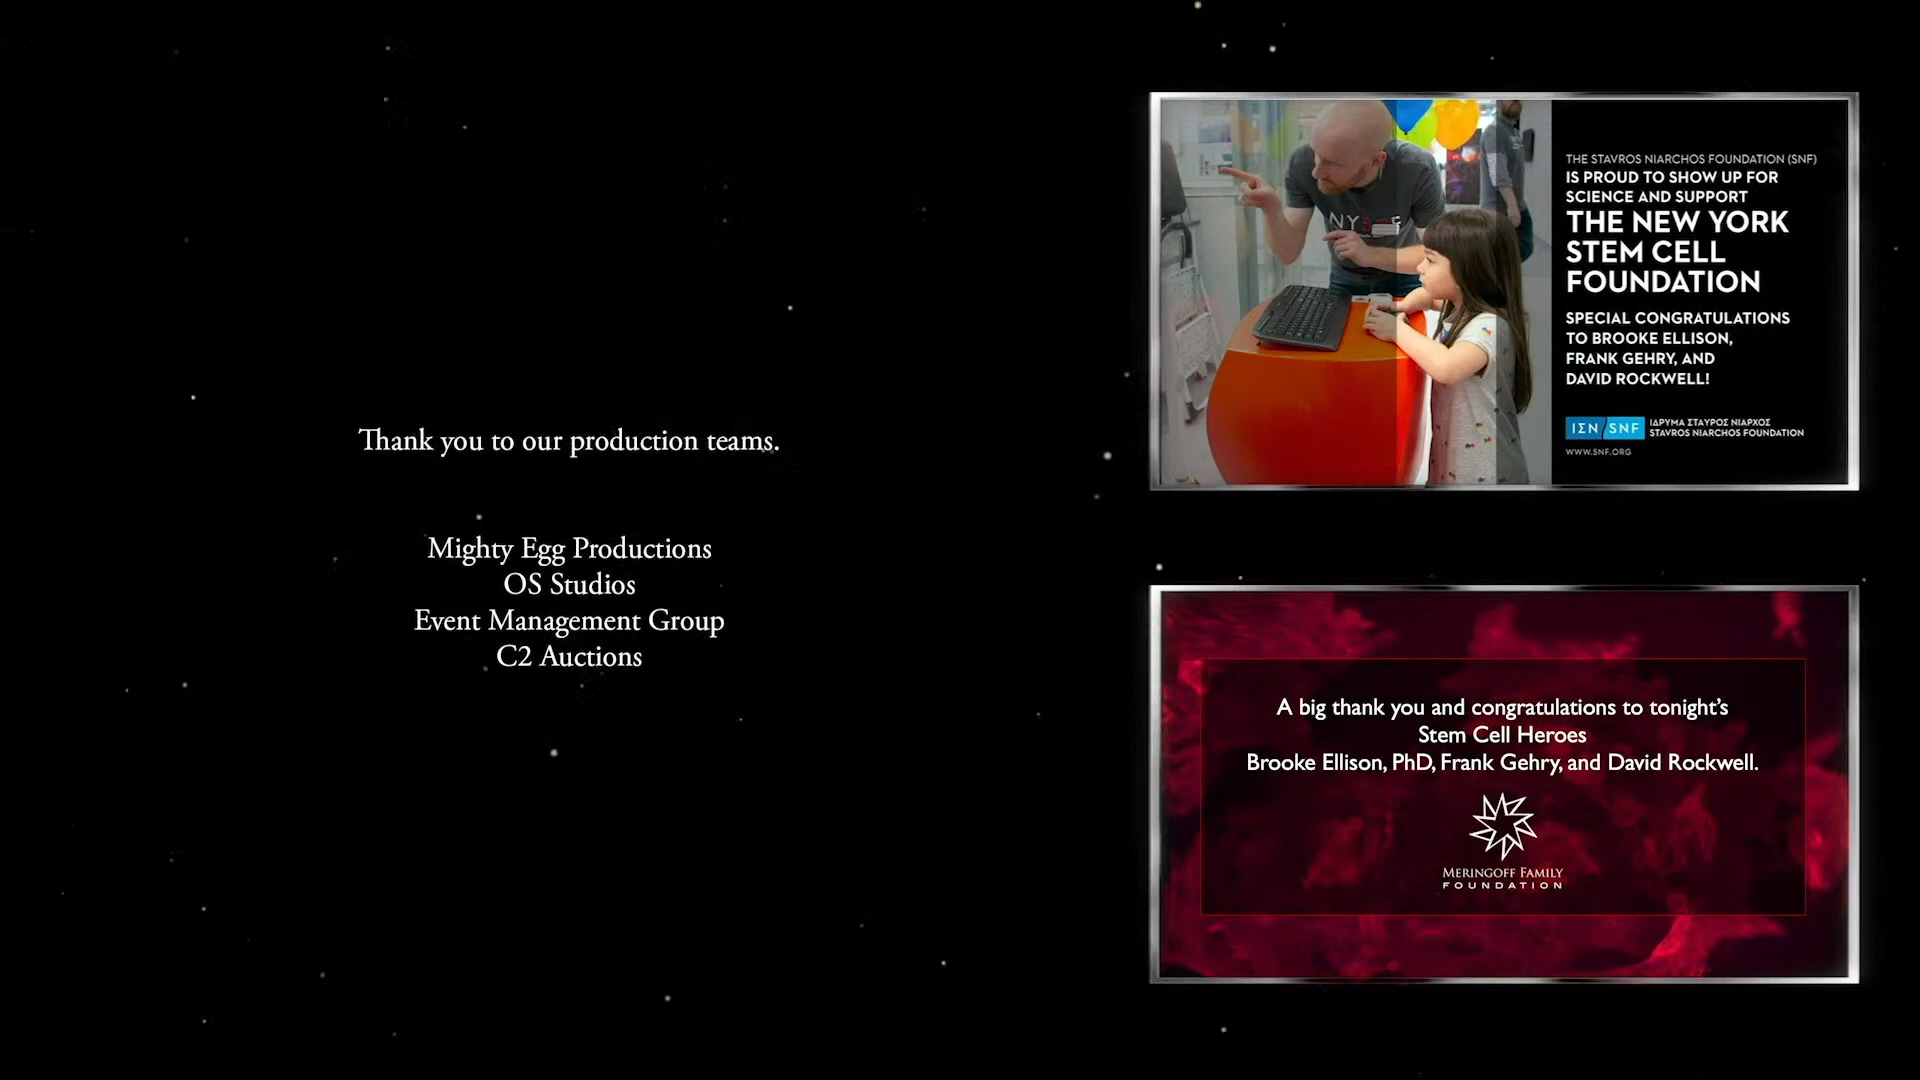 Thank you to our production teams.
Mighty Egg Productions
OS Studios
Event Management Group
C2 Auctions
THE STAVROS NIARCHOS FOUNDATION (SNF)
IS PROUD TO SHOW UP FOR
SCIENCE AND SUPPORT
THE NEW YORK
STEM CELL
FOUNDATION
SPECIAL CONGRATULATIONS
TO BROOKE ELLISON,
FRANK GEHRY, AND
DAVID ROCKWELL!
ΙΣΝ/SNF ΙΔΡΥΜΑ ΣΤΑΥΡΟΣ ΝΙΑΡΧΟΣ
STAVROS NIARCHOS FOUNDATION
WWW.SNF.ORG
A big thank you and congratulations to tonight's
Stem Cell Heroes
Brooke Ellison, PhD, Frank Gehry, and David Rockwell.
MERINGOFF FAMILY
FOUNDATION